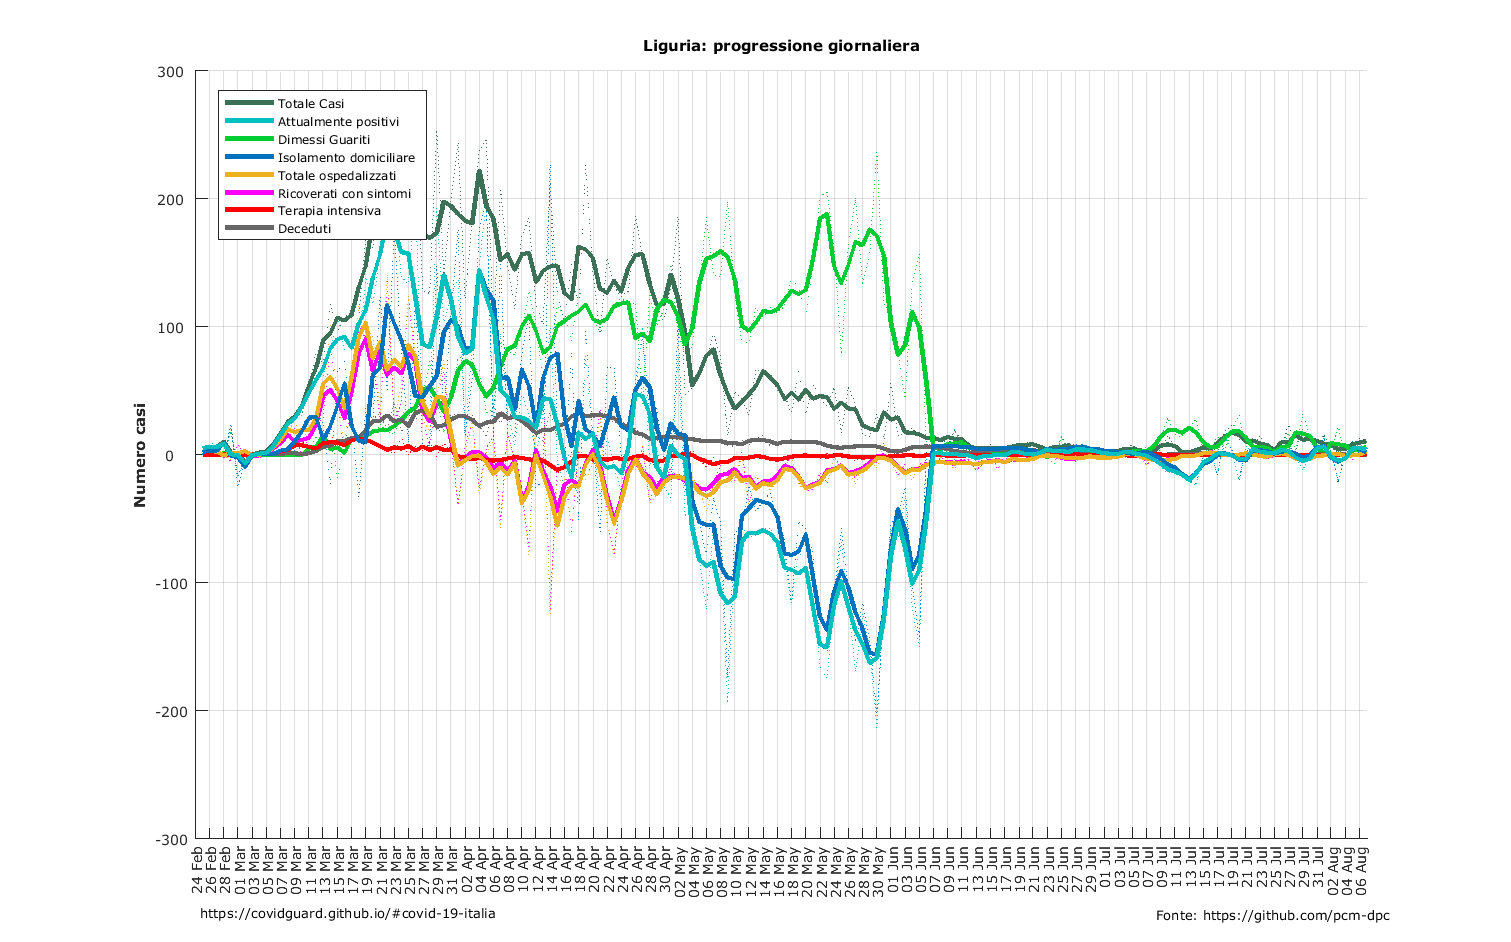 Liguria: progressione giornaliera
300
200
100
0
-100
-200
-300
Numero casi
Totale Casi
Attualmente positivi
Dimessi Guariti
Isolamento domiciliare
Totale ospedalizzati
Ricoverati con sintomi
Terapia intensiva
Deceduti
24 Feb
26 Feb
28 Feb
01 Mar
03 Mar
05 Mar
07 Mar
09 Mar
11 Mar
13 Mar
15 Mar
17 Mar
19 Mar
21 Mar
23 Mar
25 Mar
27 Mar
29 Mar
31 Mar
02 Apr
04 Apr
06 Apr
08 Apr
10 Apr
12 Apr
14 Apr
16 Apr
18 Apr
20 Apr
22 Apr
24 Apr
26 Apr
28 Apr
30 Apr
02 May
04 May
06 May
08 May
10 May
12 May
14 May
16 May
18 May
20 May
22 May
24 May
26 May
28 May
30 May
01 Jun
03 Jun
05 Jun
07 Jun
09 Jun
11 Jun
13 Jun
15 Jun
17 Jun
19 Jun
21 Jun
23 Jun
25 Jun
27 Jun
29 Jun
01 Jul
03 Jul
05 Jul
07 Jul
09 Jul
11 Jul
13 Jul
15 Jul
17 Jul
19 Jul
21 Jul
23 Jul
25 Jul
27 Jul
29 Jul
31 Jul
02 Aug
04 Aug
06 Aug
https://covidguard.github.io/#covid-19-italia
Fonte: https://github.com/pcm-dpc